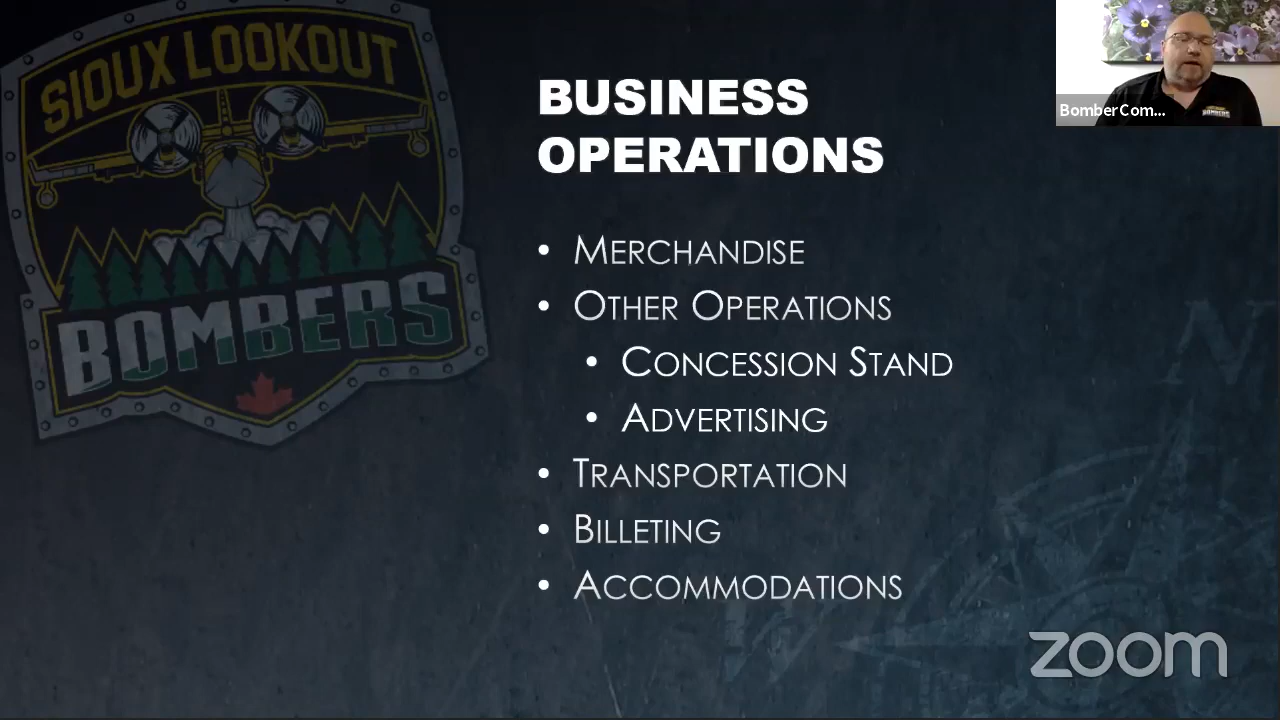 SIOUX LOOKOUT
BOMBERS
BUSINESS
OPERATIONS
• MERCHANDISE
• OTHER OPERATIONS
• CONCESSION STAND
• ADVERTISING
• TRANSPORTATION
• BILLETING
• ACCOMMODATIONS
BomberCom...
BOMBERS
zoom